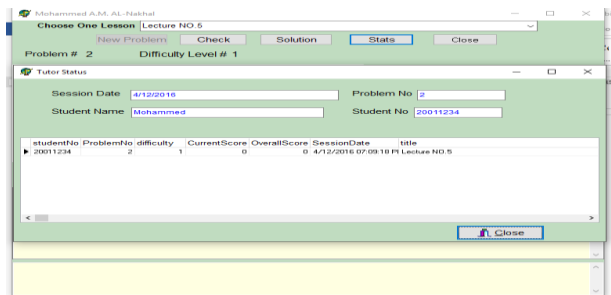 Mohammed A.M. AL-Nakhal
Choose One Lesson Lecture NO.5
New Problem Check Solution Stats Close
Problem # 2 Difficulty Level # 1
Tutor Status
Session Date 4/12/2016 Problem No 2
Student Name Mohammed Student No 20011234
studentNo ProblemNo difficulty CurrentScore OverallScore SessionDate title
20011234 2 1 0 0 4/12/2016 07:09:18 PI Lecture NO.5
Close